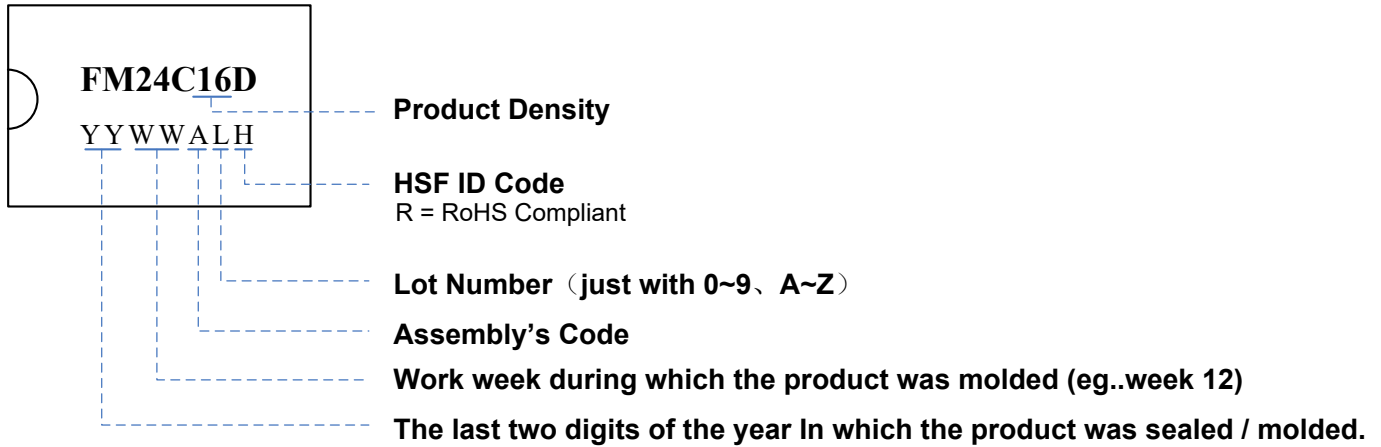 FM24C16D
YYWWALH
Product Density
HSF ID Code
R = RoHS Compliant
Lot Number（just with 0~9、A~Z）
Assembly’s Code
Work week during which the product was molded (eg..week 12)
The last two digits of the year In which the product was sealed / molded.